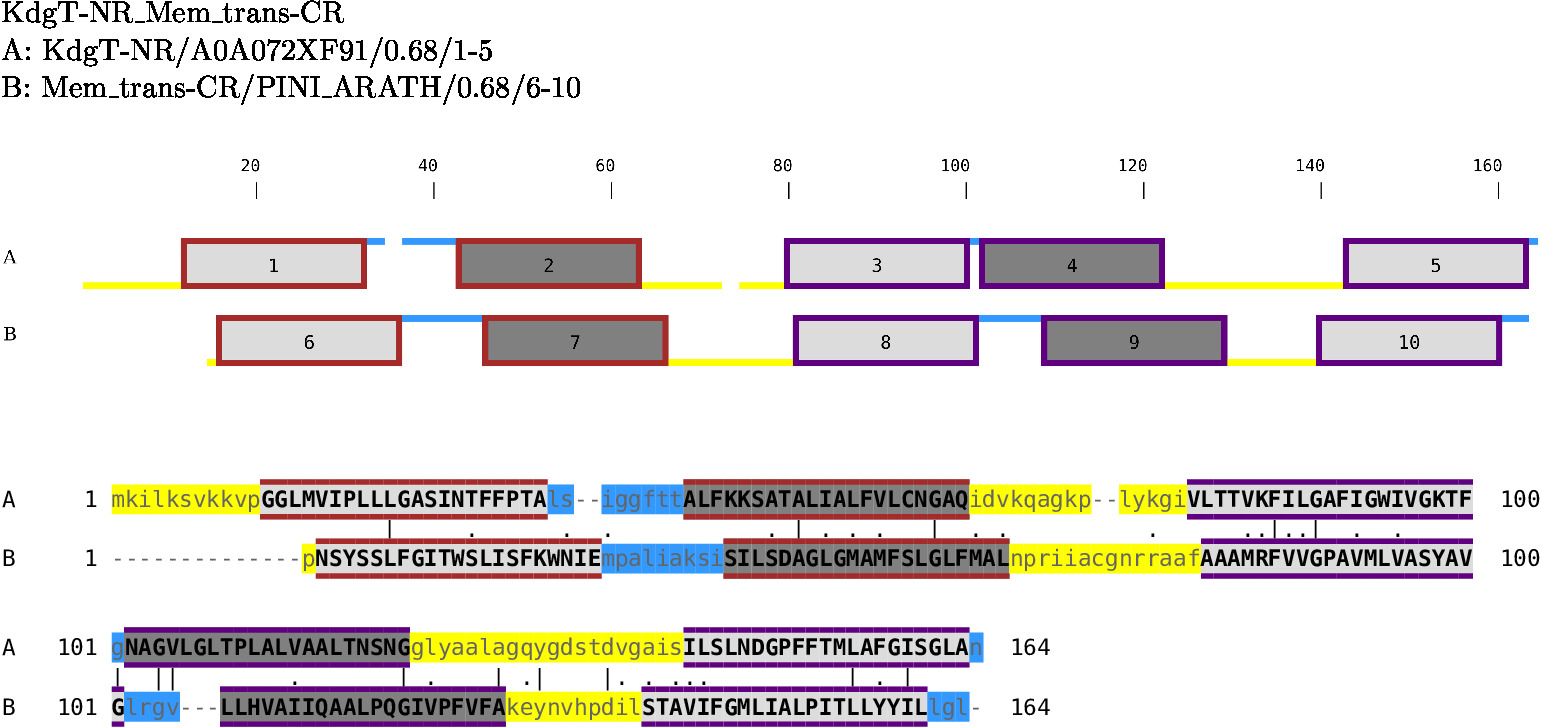 KdgT-NR_Mem_trans-CR
A: KdgT-NR/A0A072XF91/0.68/1-5
B: Mem_trans-CR/PINI_ARATH/0.68/6-10
20 40 60 80 100 120 140 160
A 1 2 3 4 5
B 6 7 8 9 10
A 1 mkilksvkkvpGGLMVIPLLLGASINTFFPTAls--iggfttALFKKSATALIALFVLCNGAQidvkqagkp--lykgiVLTTVKFILGAFIGWIVGKTF 100
B 1 --------------pNSYSSLFGITWSLISFKWNIEmpaliaksiSILSDAGLGMAMFSLGLFMALnpriiacgnrraafAAAMRFVVGPAVMLVASYAV 100
A 101 gNAGVLGLTPLALVAALTNSNGglyaalagqygdstdvgaisILSLNDGPFFTMLAFGISGLAn 164
B 101 Glrgv---LLHVAIIQAALPQGIVPFVFAkeynvhpdilSTAVIFGMLIALPITLLYYILlgl- 164